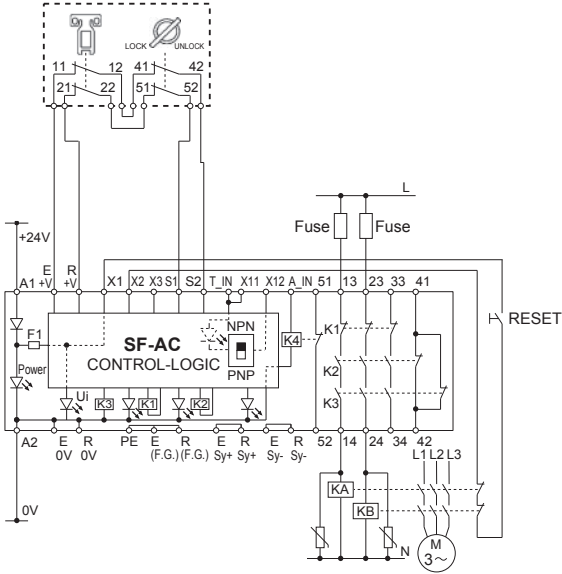 LOCK UNLOCK
11 12 41 42
21 22 51 52
L
Fuse Fuse
+24V
A1 E +V R +V X1 X2 X3 S1 S2 T_IN X11 X12 A_IN 51 13 23 33 41
F1
SF-AC
CONTROL-LOGIC
NPN
PNP
K4
K1
K2
K3
RESET
Power
Ui
K3 K1 K2
A2 E 0V R 0V PE E (F.G.) R (F.G.) E Sy+ R Sy+ E Sy- R Sy- 52 14 24 34 42
0V
L1 L2 L3
KA
KB
N
M
3~